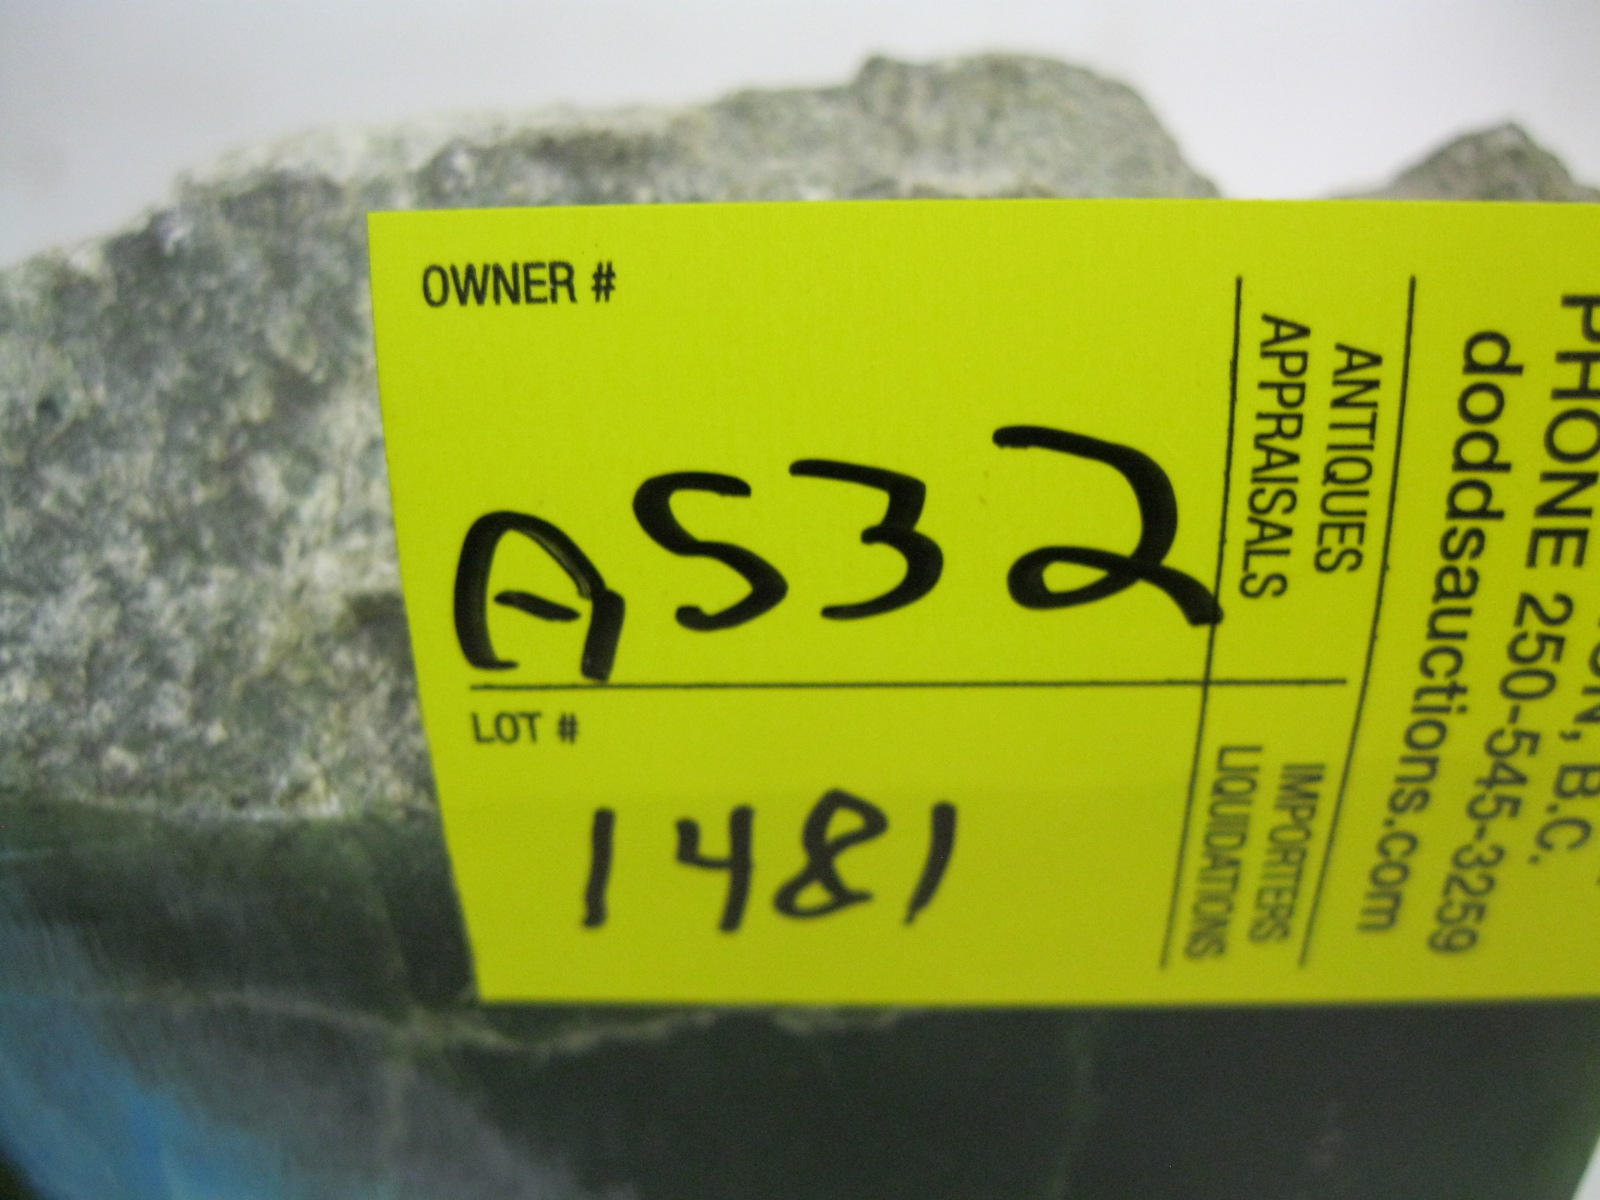 OWNER #
A532
LOT #
1481
ANTIQUES
APPRAISALS
IMPORTERS
LIQUIDATIONS
B.C.
PHONE 250-545-3259
doddsauctions.com